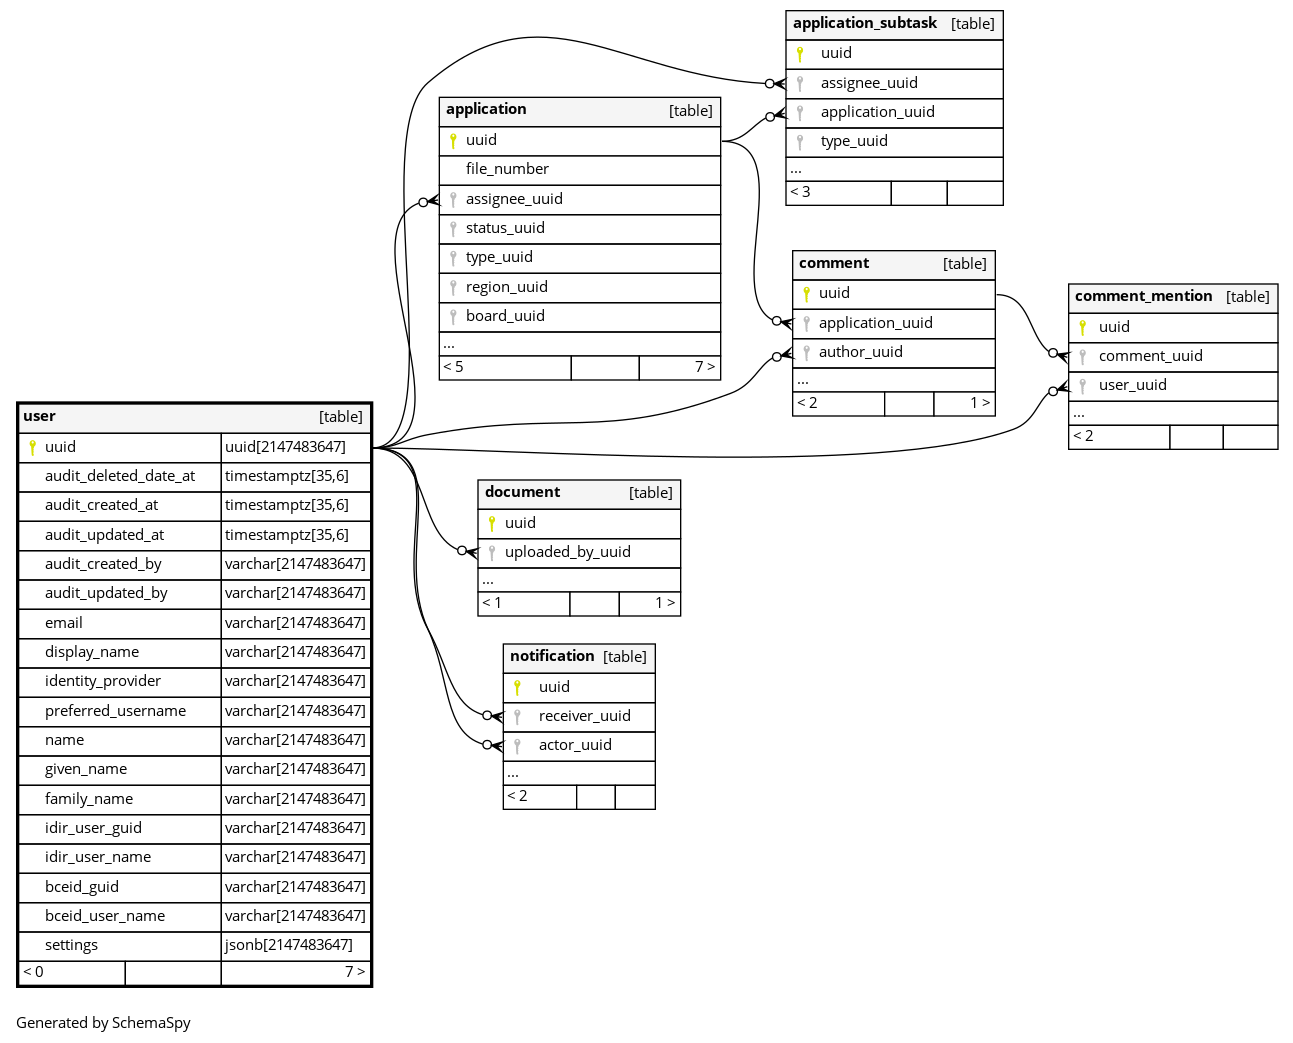 application_subtask [table]
uuid
assignee_uuid
application_uuid
type_uuid
...
< 3
application [table]
uuid
file_number
assignee_uuid
status_uuid
type_uuid
region_uuid
board_uuid
...
< 5 7 >
comment [table]
uuid
application_uuid
author_uuid
...
< 2 1 >
comment_mention [table]
uuid
comment_uuid
user_uuid
...
< 2
user [table]
uuid uuid[2147483647]
audit_deleted_date_at timestamptz[35,6]
audit_created_at timestamptz[35,6]
audit_updated_at timestamptz[35,6]
audit_created_by varchar[2147483647]
audit_updated_by varchar[2147483647]
email varchar[2147483647]
display_name varchar[2147483647]
identity_provider varchar[2147483647]
preferred_username varchar[2147483647]
name varchar[2147483647]
given_name varchar[2147483647]
family_name varchar[2147483647]
idir_user_guid varchar[2147483647]
idir_user_name varchar[2147483647]
bceid_guid varchar[2147483647]
bceid_user_name varchar[2147483647]
settings jsonb[2147483647]
< 0 7 >
document [table]
uuid
uploaded_by_uuid
...
< 1 1 >
notification [table]
uuid
receiver_uuid
actor_uuid
...
< 2
Generated by SchemaSpy